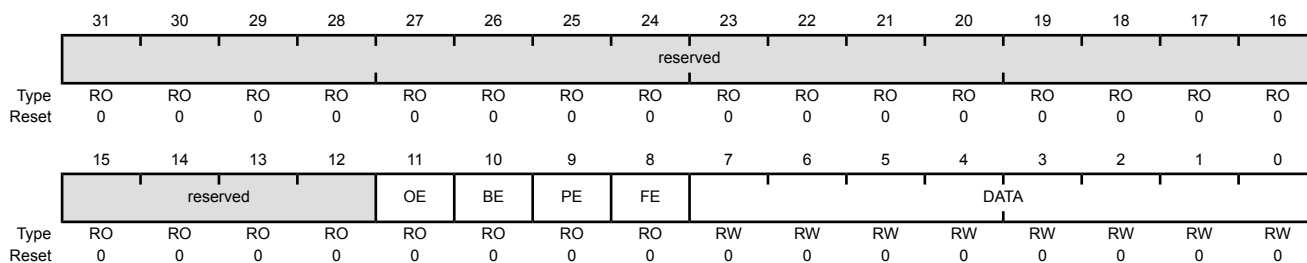 31 30 29 28 27 26 25 24 23 22 21 20 19 18 17 16
reserved
Type RO RO RO RO RO RO RO RO RO RO RO RO RO RO RO RO
Reset 0 0 0 0 0 0 0 0 0 0 0 0 0 0 0 0
15 14 13 12 11 10 9 8 7 6 5 4 3 2 1 0
reserved OE BE PE FE DATA
Type RO RO RO RO RO RO RO RO RW RW RW RW RW RW RW RW
Reset 0 0 0 0 0 0 0 0 0 0 0 0 0 0 0 0